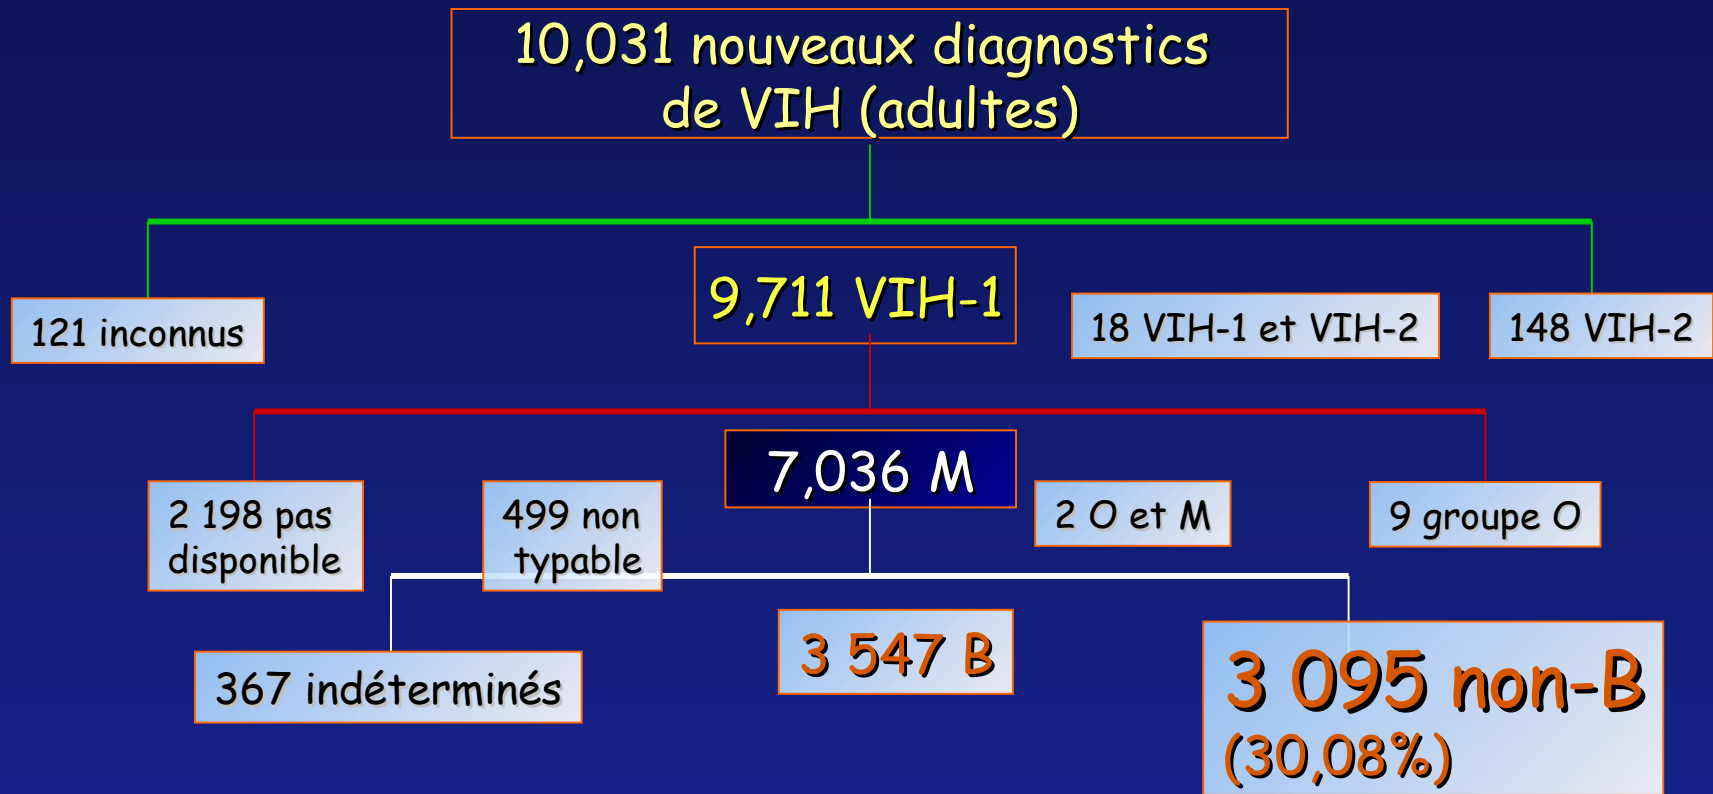 10,031 nouveaux diagnostics
de VIH (adultes)
9,711 VIH-1
121 inconnus
18 VIH-1 et VIH-2
148 VIH-2
7,036 M
2 198 pas
disponible
499 non
typable
2 O et M
9 groupe O
367 indéterminés
3 547 B
3 095 non-B
(30,08%)